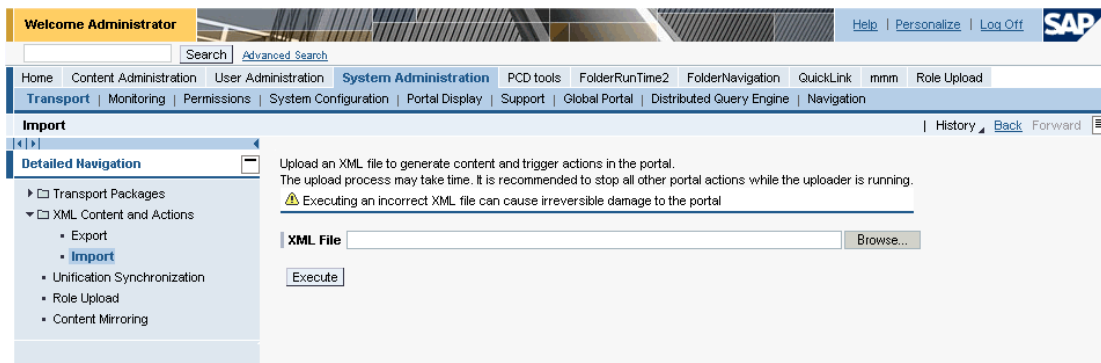 Welcome Administrator Help | Personalize | Log Off SAP
Search Advanced Search
Home Content Administration User Administration System Administration PCD tools FolderRunTime2 FolderNavigation QuickLink mmm Role Upload
Transport | Monitoring | Permissions | System Configuration | Portal Display | Support | Global Portal | Distributed Query Engine | Navigation
Import | History Back Forward
Detailed Navigation
Transport Packages
XML Content and Actions
Export
Import
Unification Synchronization
Role Upload
Content Mirroring
Upload an XML file to generate content and trigger actions in the portal.
The upload process may take time. It is recommended to stop all other portal actions while the uploader is running.
Executing an incorrect XML file can cause irreversible damage to the portal
XML File Browse...
Execute